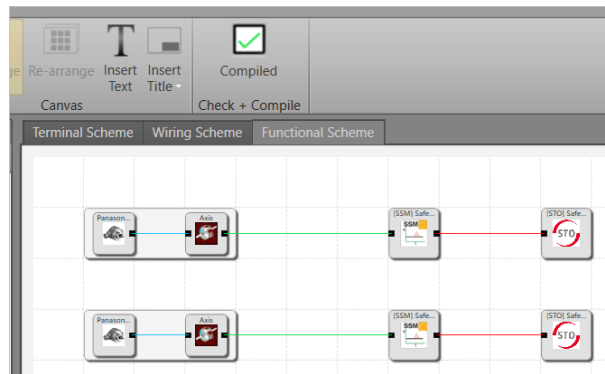 Re-arrange
Insert
Text
Insert
Title
Compiled
Canvas
Check + Compile
Terminal Scheme
Wiring Scheme
Functional Scheme
Panason...
Axis
[SSM] Safe...
SSM
[STO] Safe...
STO
Panason...
Axis
[SSM] Safe...
SSM
[STO] Safe...
STO